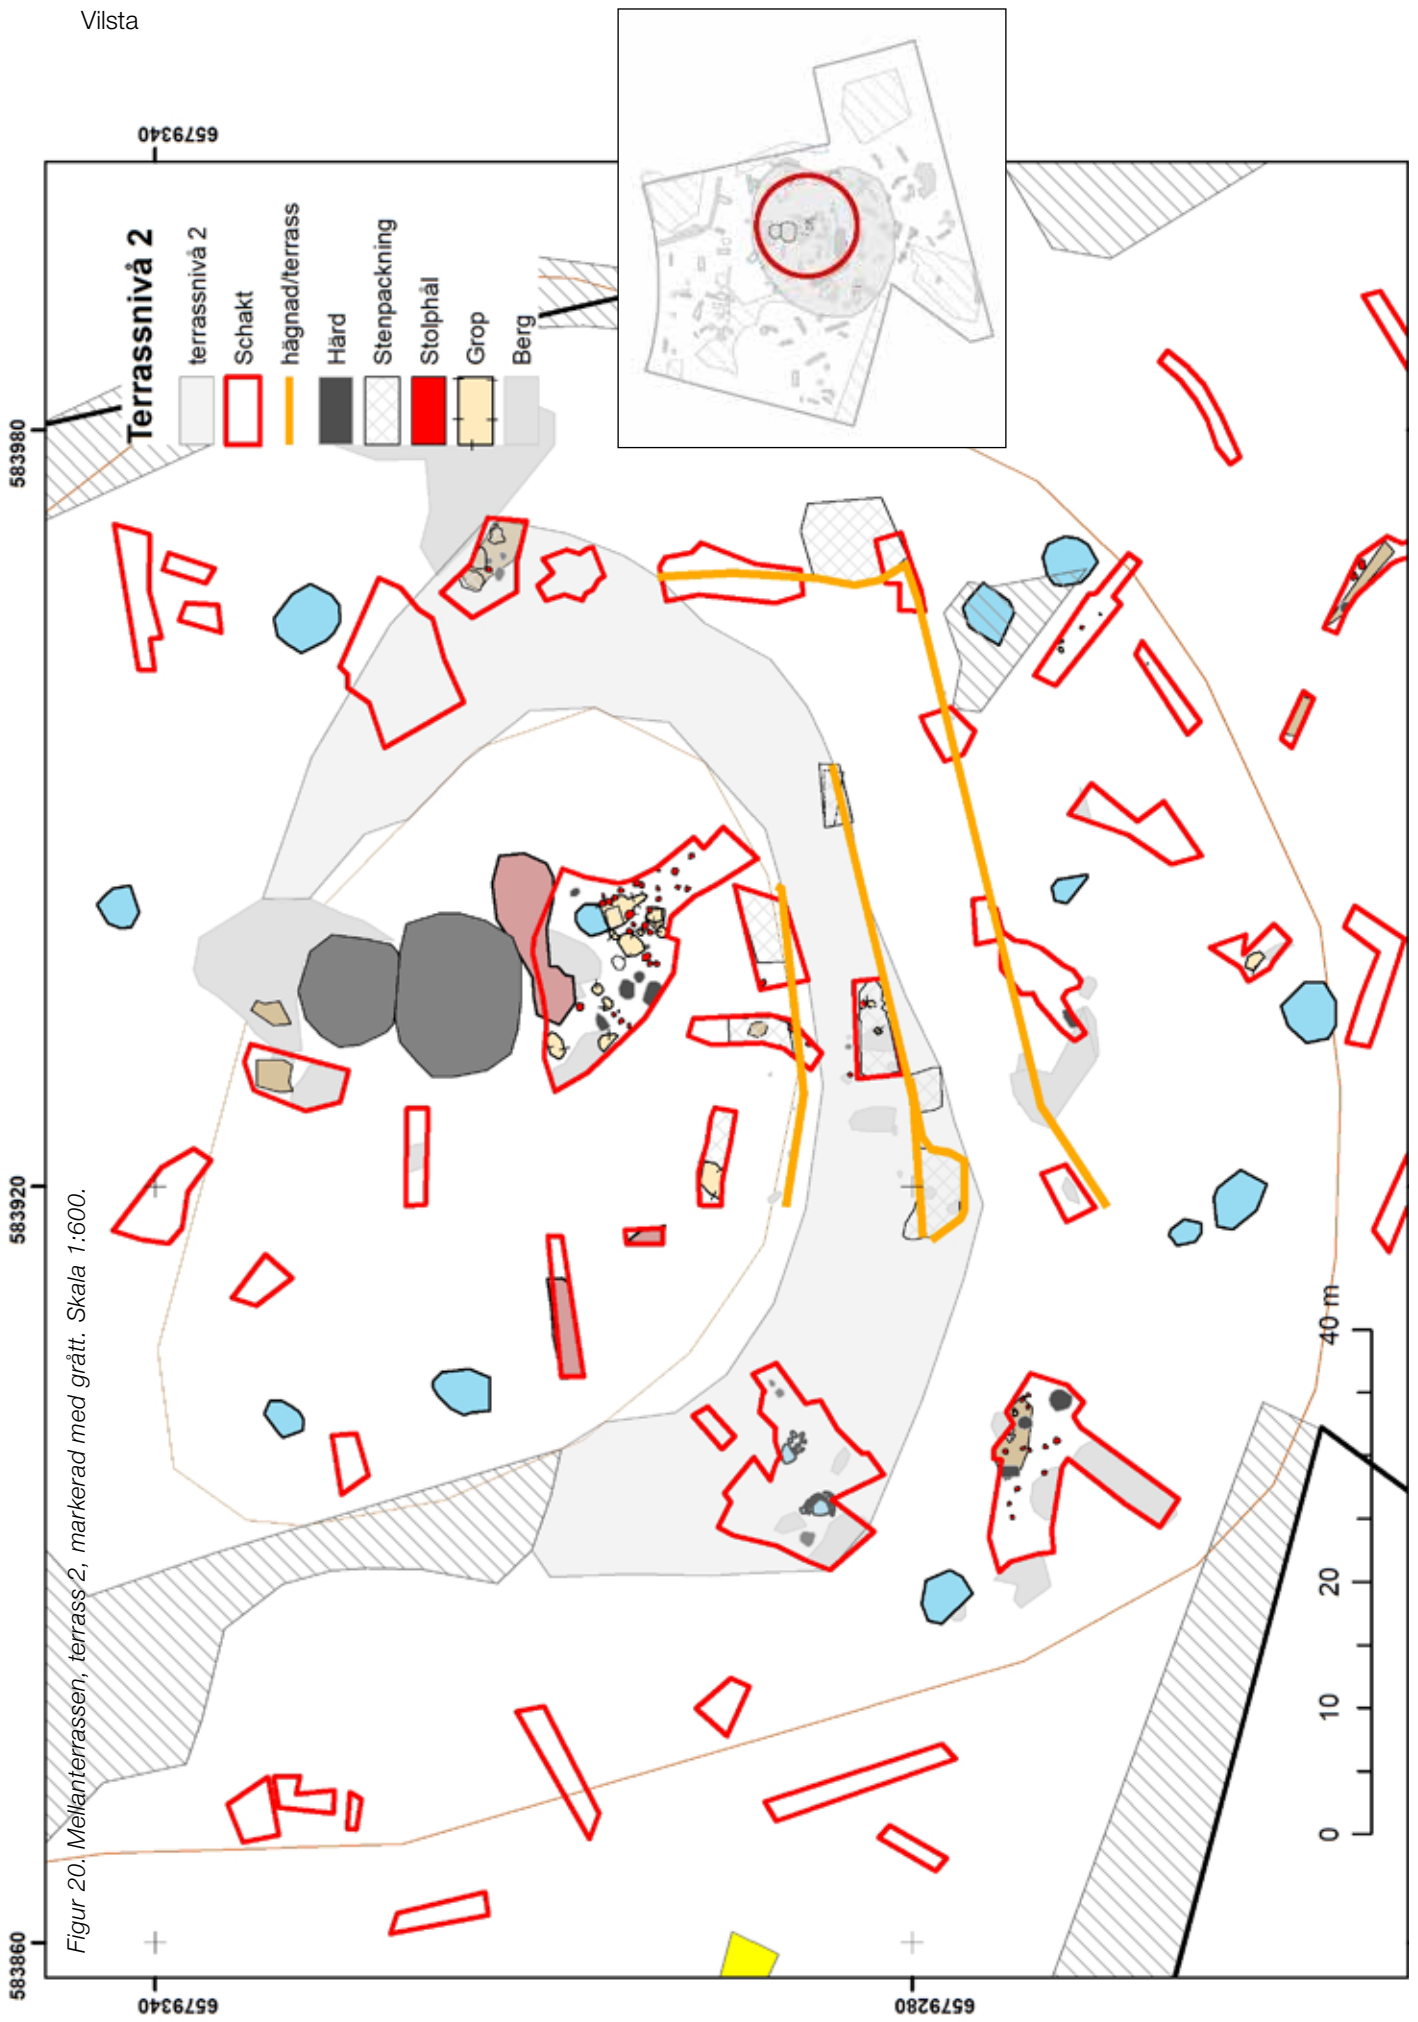 Vilsta
Terrassnivå 2
terrassnivå 2
Schakt
hägnad/terrass
Härd
Stenpackning
Stolphål
Grop
Berg
583860
583920
583980
6579340
6579340
6579280
0
10
20
40 m
Figur 20. Mellanterrassen, terrass 2, markerad med grått. Skala 1:600.